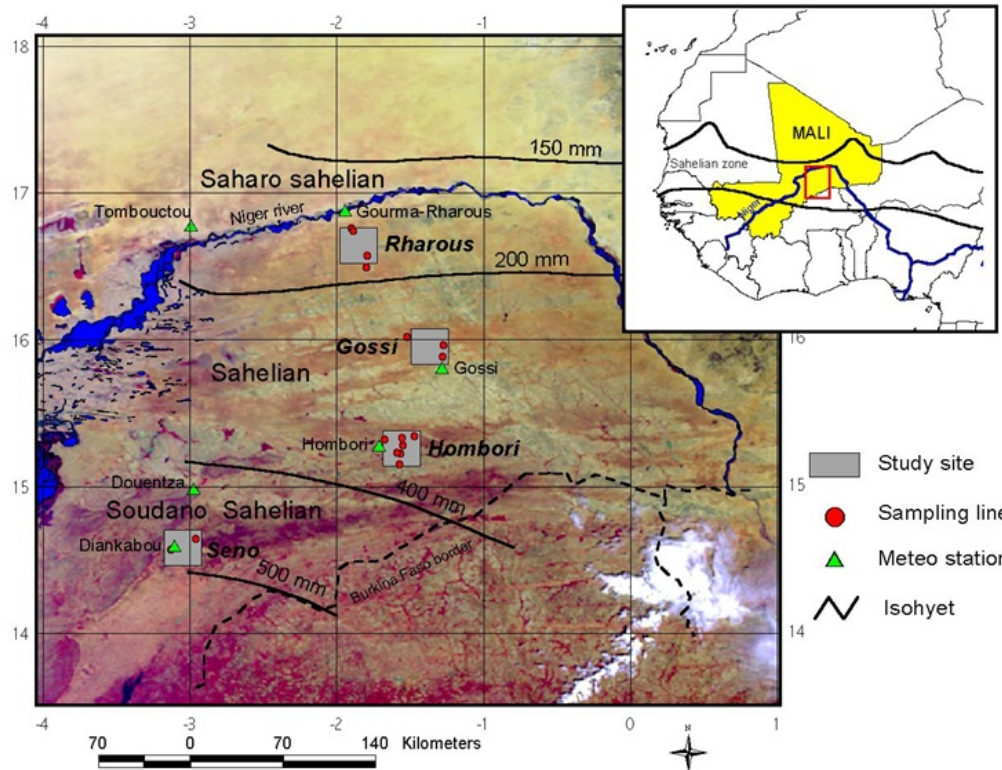 -4
-3
-2
-1
18
17
16
15
14
150 mm
Saharo sahelian
Tombouctou
Niger river
Gourma-Rharous
Rharous
200 mm
Gossi
Gossi
Sahelian
Hombori
Hombori
Douentza
400 mm
Soudano Sahelian
Diankabou
Seno
500 mm
Burkina Faso border
MALI
Sahelian zone
Niger
16
15
14
Study site
Sampling line
Meteo station
Isohyet
-4
-3
-2
-1
0
1
70 0 70 140 Kilometers
N